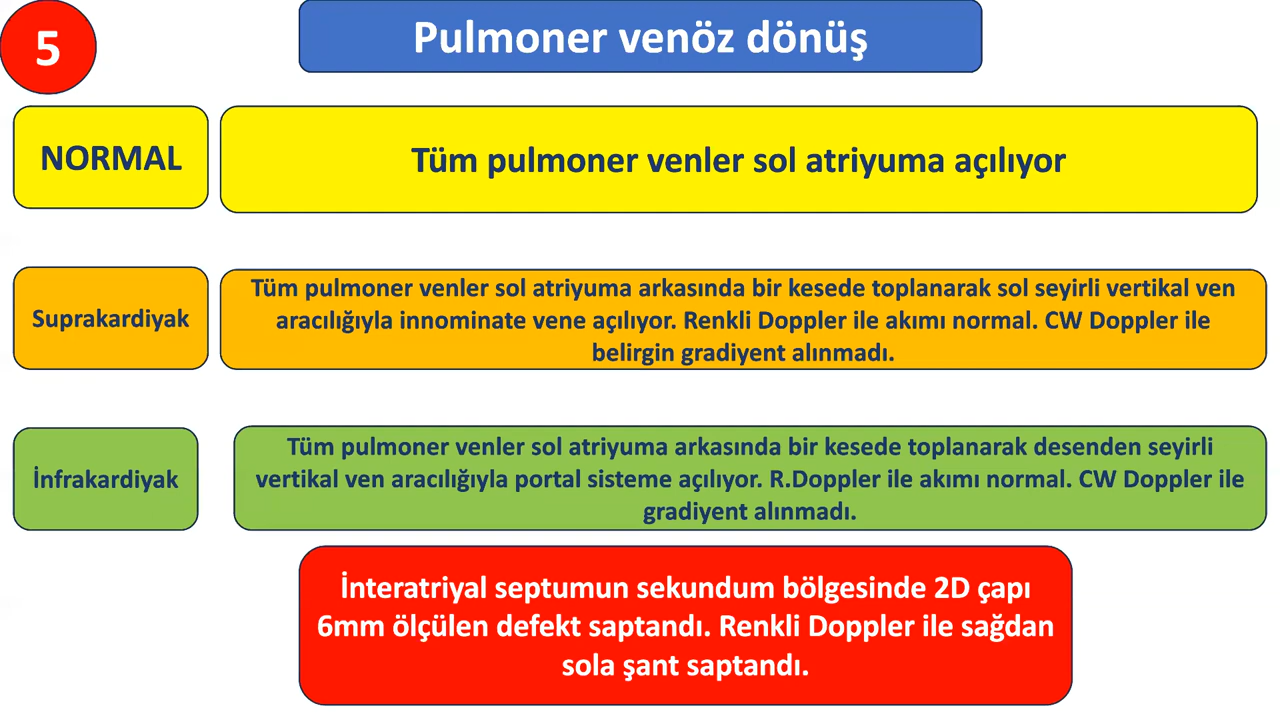 5
Pulmoner venöz dönüş
NORMAL
Tüm pulmoner venler sol atriyuma açılıyor
Suprakardiyak
Tüm pulmoner venler sol atriyuma arkasında bir kesede toplanarak sol seyirli vertikal ven
aracılığıyla innominate vene açılıyor. Renkli Doppler ile akımı normal. CW Doppler ile
belirgin gradiyent alınmadı.
İnfrakardiyak
Tüm pulmoner venler sol atriyuma arkasında bir kesede toplanarak desenden seyirli
vertikal ven aracılığıyla portal sisteme açılıyor. R.Doppler ile akımı normal. CW Doppler ile
gradiyent alınmadı.
İnteratriyal septumun sekundum bölgesinde 2D çapı
6mm ölçülen defekt saptandı. Renkli Doppler ile sağdan
sola şant saptandı.